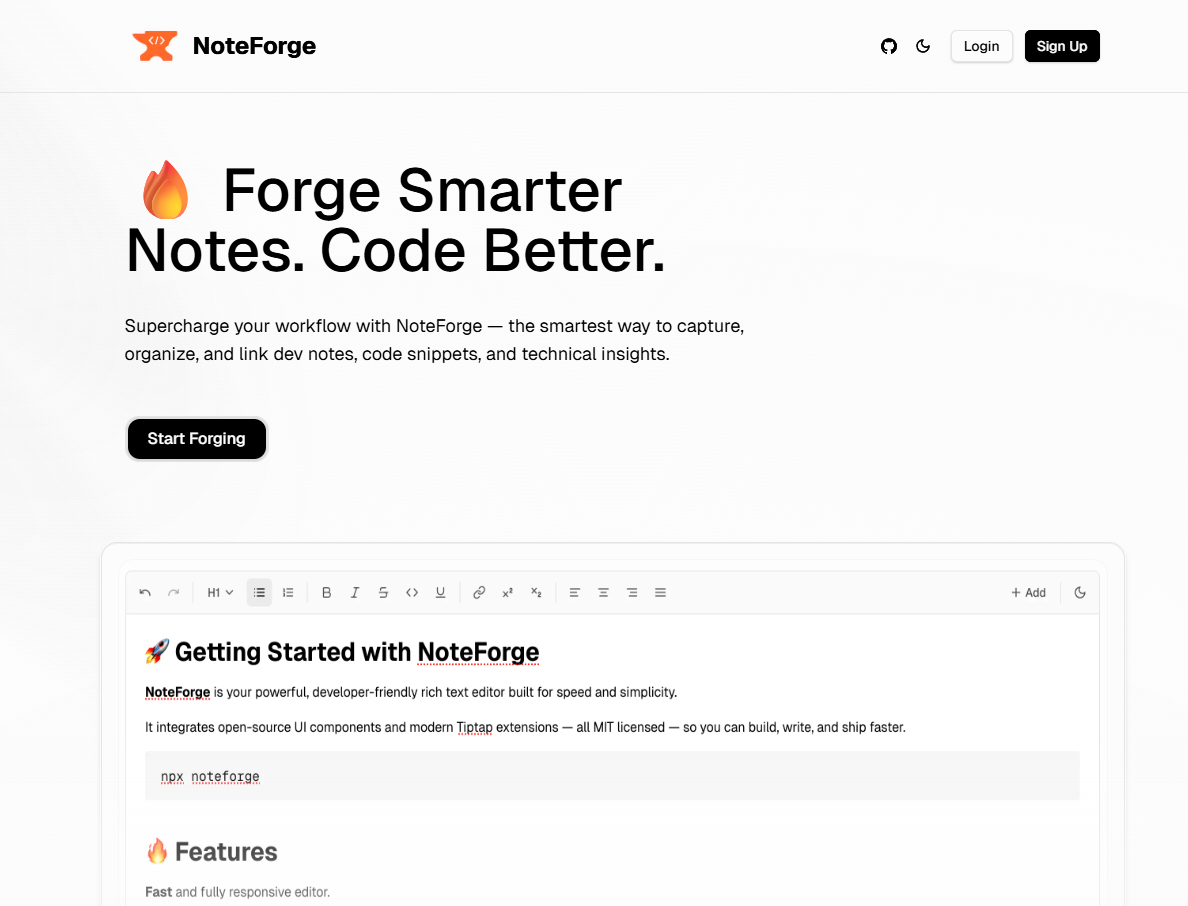 NoteForge
Login
Sign Up
🔥 Forge Smarter
Notes. Code Better.
Supercharge your workflow with NoteForge — the smartest way to capture,
organize, and link dev notes, code snippets, and technical insights.
Start Forging
H1
B I S <> U x² x₂
+ Add
🚀 Getting Started with NoteForge
NoteForge is your powerful, developer-friendly rich text editor built for speed and simplicity.
It integrates open-source UI components and modern Tiptap extensions — all MIT licensed — so you can build, write, and ship faster.
npx noteforge
🔥 Features
Fast and fully responsive editor.